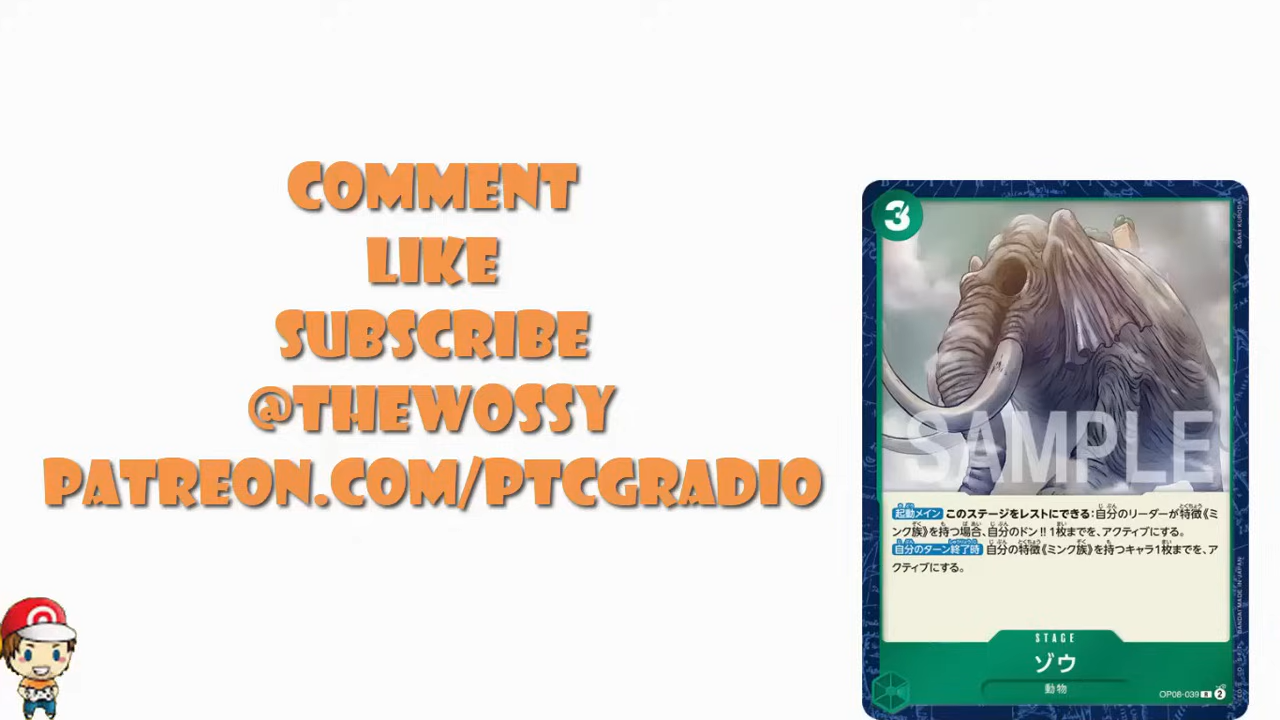 COMMENT
LIKE
SUBSCRIBE
@THEWOSSY
PATREON.COM/PTCGRADIO
3
SAMPLE
起動メイン このステージをレストにできる：自分のリーダーが特徴《ミ
ンク族》を持つ場合、自分のドン!!1枚までを、アクティブにする。
自分のターン終了時 自分の特徴《ミンク族》を持つキャラ1枚までを、ア
クティブにする。
STAGE
ゾウ
動物
OP08-039 R 2